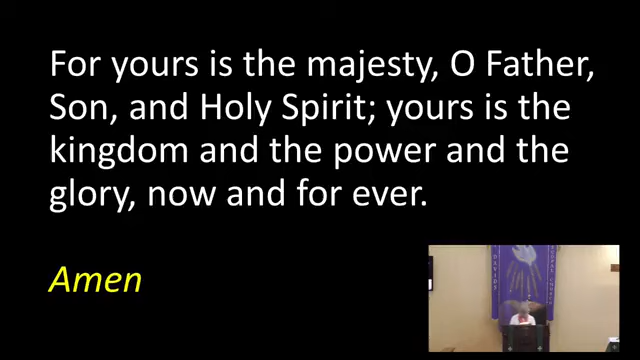 For yours is the majesty, O Father,
Son, and Holy Spirit; yours is the
kingdom and the power and the
glory, now and for ever.
Amen
DAVIDS